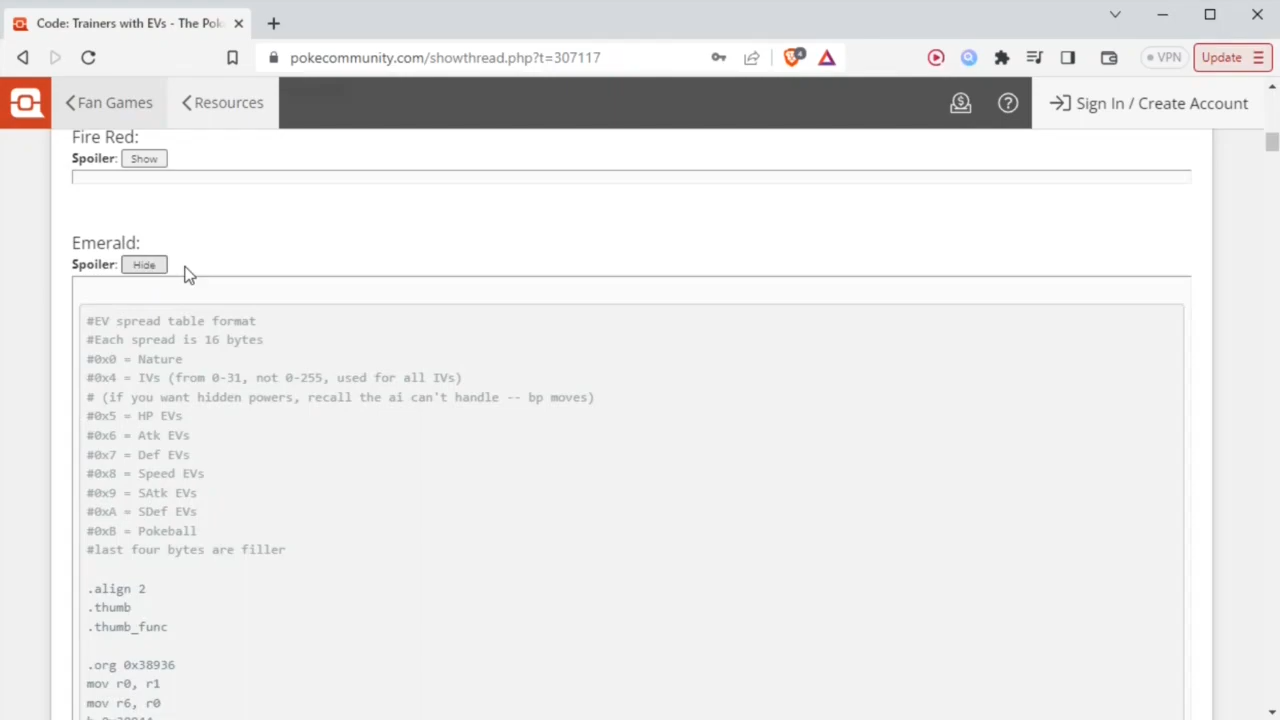 Code: Trainers with EVs - The Pok
pokecommunity.com/showthread.php?t=307117
4
VPN
Update
Fan Games
Resources
Sign In / Create Account
Fire Red:
Spoiler: Show
Emerald:
Spoiler: Hide
#EV spread table format
#Each spread is 16 bytes
#0x0 = Nature
#0x4 = IVs (from 0-31, not 0-255, used for all IVs)
# (if you want hidden powers, recall the ai can't handle -- bp moves)
#0x5 = HP EVs
#0x6 = Atk EVs
#0x7 = Def EVs
#0x8 = Speed EVs
#0x9 = SAtk EVs
#0xA = SDef EVs
#0xB = Pokeball
#last four bytes are filler
.align 2
.thumb
.thumb_func
.org 0x38936
mov r0, r1
mov r6, r0